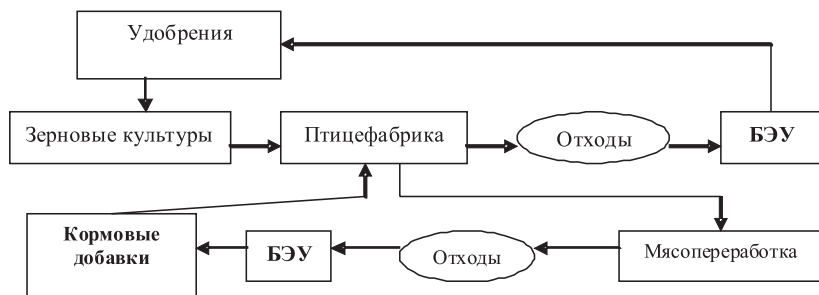 Удобрения
Зерновые культуры
Птицефабрика
Отходы
БЭУ
Кормовые
добавки
БЭУ
Отходы
Мясопереработка